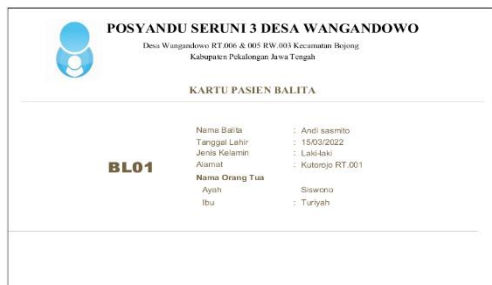 POSYANDU SERUNI 3 DESA WANGANDOWO
Desa Wangandowo RT.006 & 005 RW.003 Kecamatan Bojong
Kabupaten Pekalongan Jawa Tengah
KARTU PASIEN BALITA
BL01
Nama Balita : Andi sasmito
Tanggal Lahir : 15/03/2022
Jenis Kelamin : Laki-laki
Alamat : Kutorojo RT.001
Nama Orang Tua
Ayah Siswono
Ibu : Turiyah